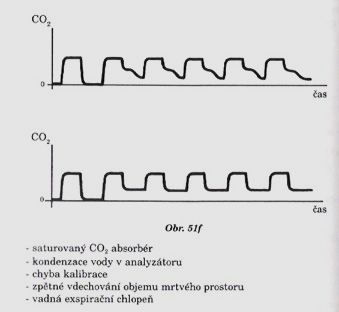 CO₂
0
čas
CO₂
0
čas
Obr. 51f
- saturovaný CO₂ absorbér
- kondenzace vody v analyzátoru
- chyba kalibrace
- zpětné vdechování objemu mrtvého prostoru
- vadná exspirační chlopeň